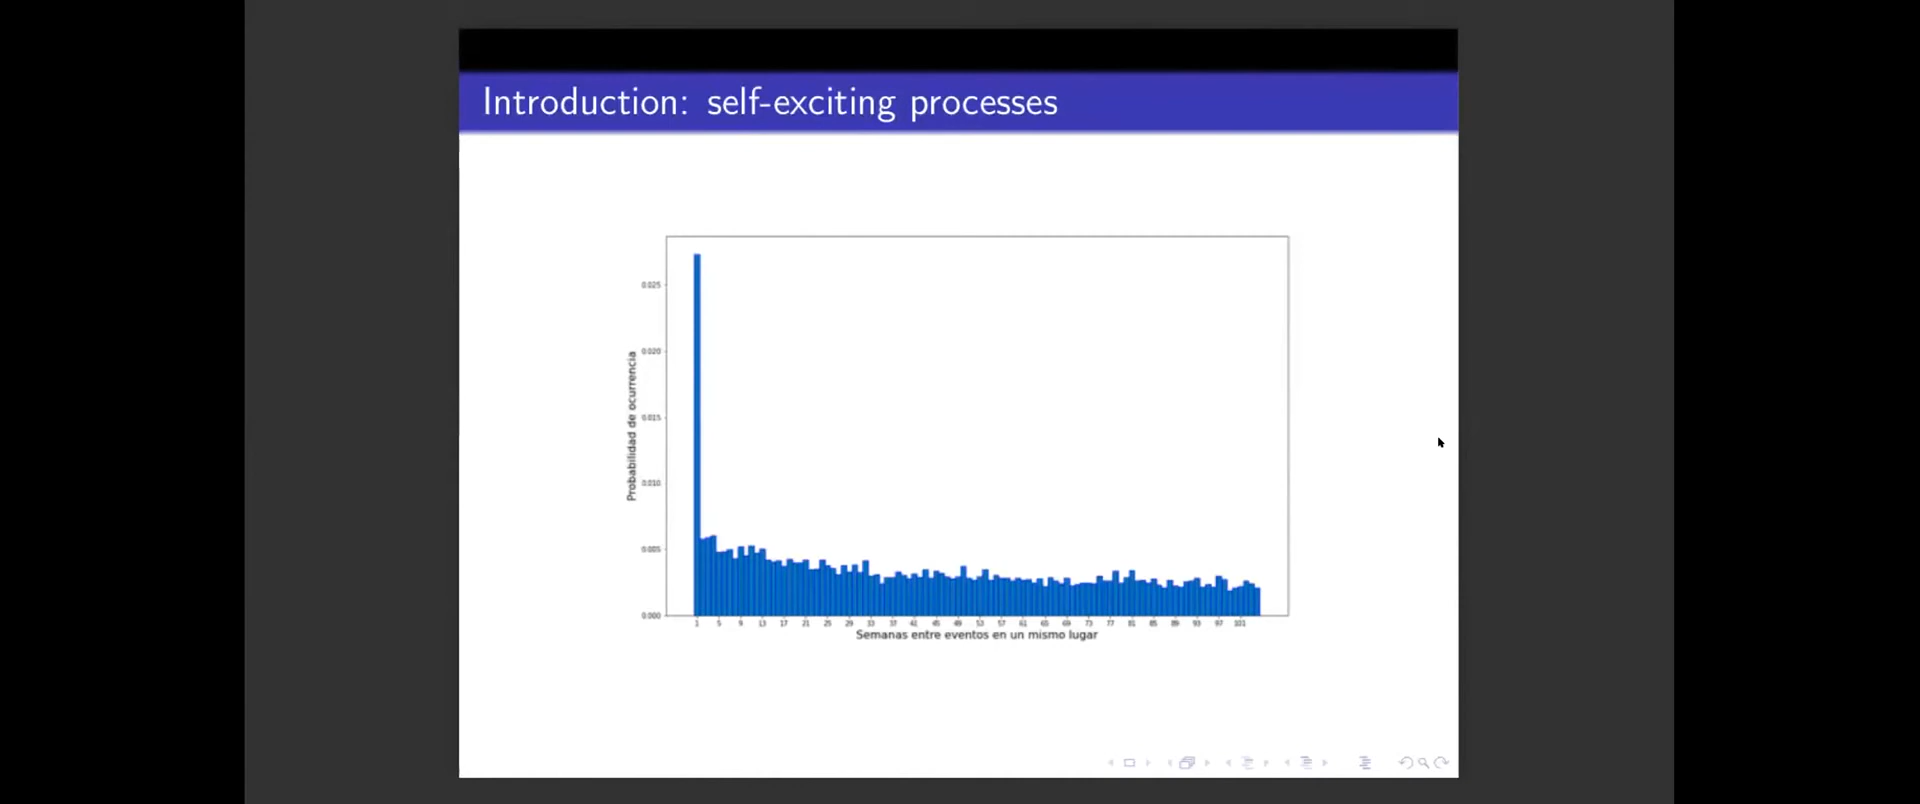 Introduction: self-exciting processes
0.025
0.020
0.015
0.010
0.005
0.000
Probabilidad de ocurrencia
1 5 9 13 17 21 25 29 33 37 41 45 49 53 57 61 65 69 73 77 81 85 89 93 97 101
Semanas entre eventos en un mismo lugar